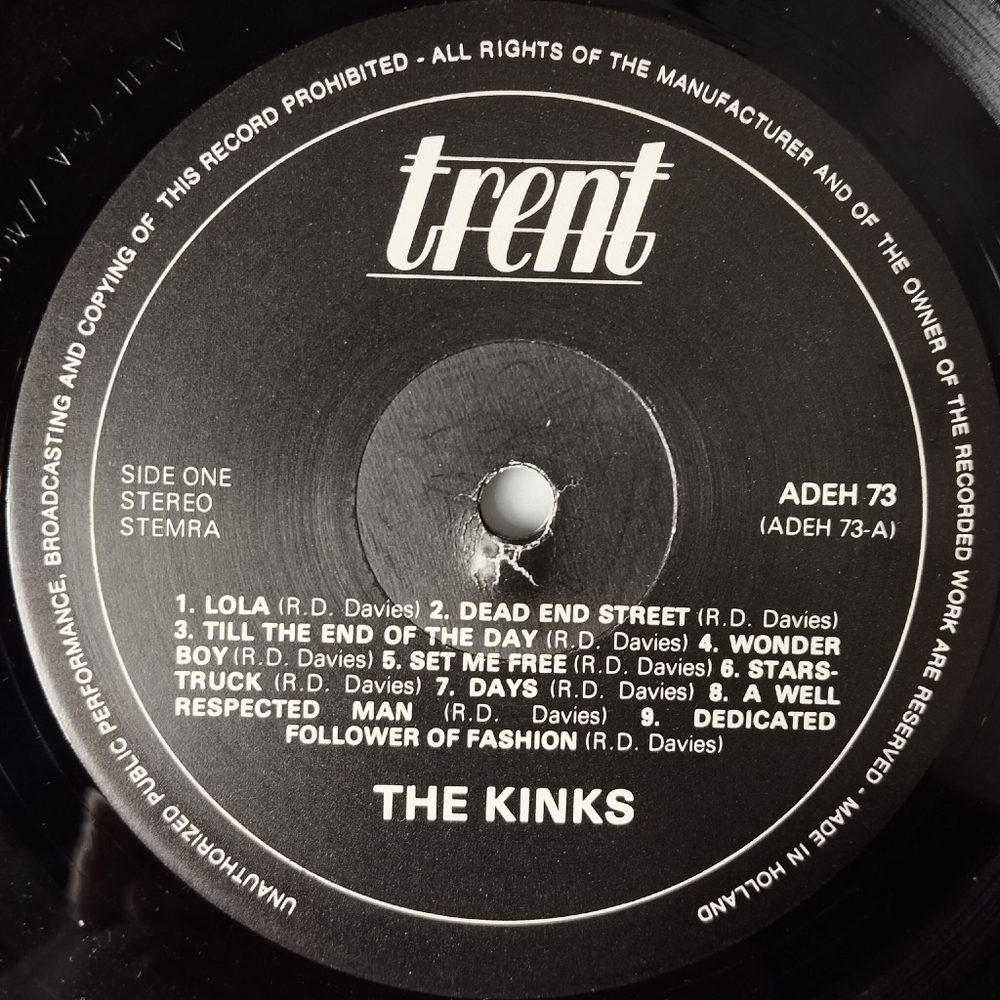 UNAUTHORIZED PUBLIC PERFORMANCE, BROADCASTING AND COPYING OF THIS RECORD PROHIBITED - ALL RIGHTS OF THE MANUFACTURER AND OF THE OWNER OF THE RECORDED WORK ARE RESERVED - MADE IN HOLLAND
trent
SIDE ONE
STEREO
STEMRA
ADEH 73
(ADEH 73-A)
1. LOLA (R.D. Davies) 2. DEAD END STREET (R.D. Davies)
3. TILL THE END OF THE DAY (R.D. Davies) 4. WONDER
BOY (R.D. Davies) 5. SET ME FREE (R.D. Davies) 6. STARS-
TRUCK (R.D. Davies) 7. DAYS (R.D. Davies) 8. A WELL
RESPECTED MAN (R.D. Davies) 9. DEDICATED
FOLLOWER OF FASHION (R.D. Davies)
THE KINKS